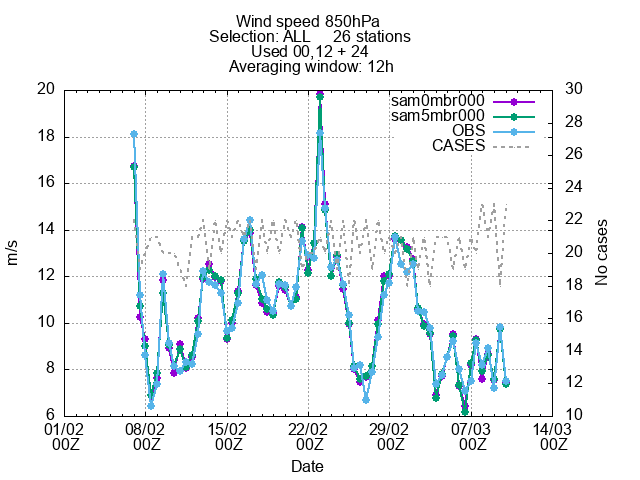 Wind speed 850hPa
Selection: ALL 26 stations
Used 00,12 + 24
Averaging window: 12h
sam0mbr000
sam5mbr000
OBS
CASES
20
18
16
14
12
10
8
6
m/s
30
28
26
24
22
20
18
16
14
12
10
No cases
01/02 08/02 15/02 22/02 29/02 07/03 14/03
00Z 00Z 00Z 00Z 00Z 00Z 00Z
Date